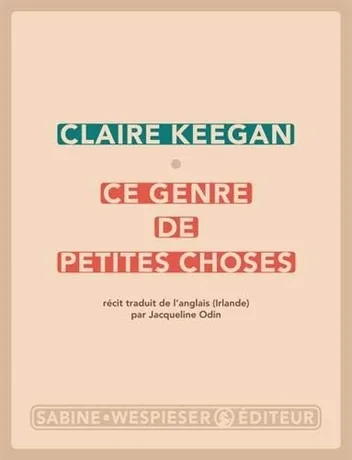 CLAIRE KEEGAN
CE GENRE
DE
PETITES CHOSES
récit traduit de l'anglais (Irlande)
par Jacqueline Odin
SABINE WESPIESER ÉDITEUR